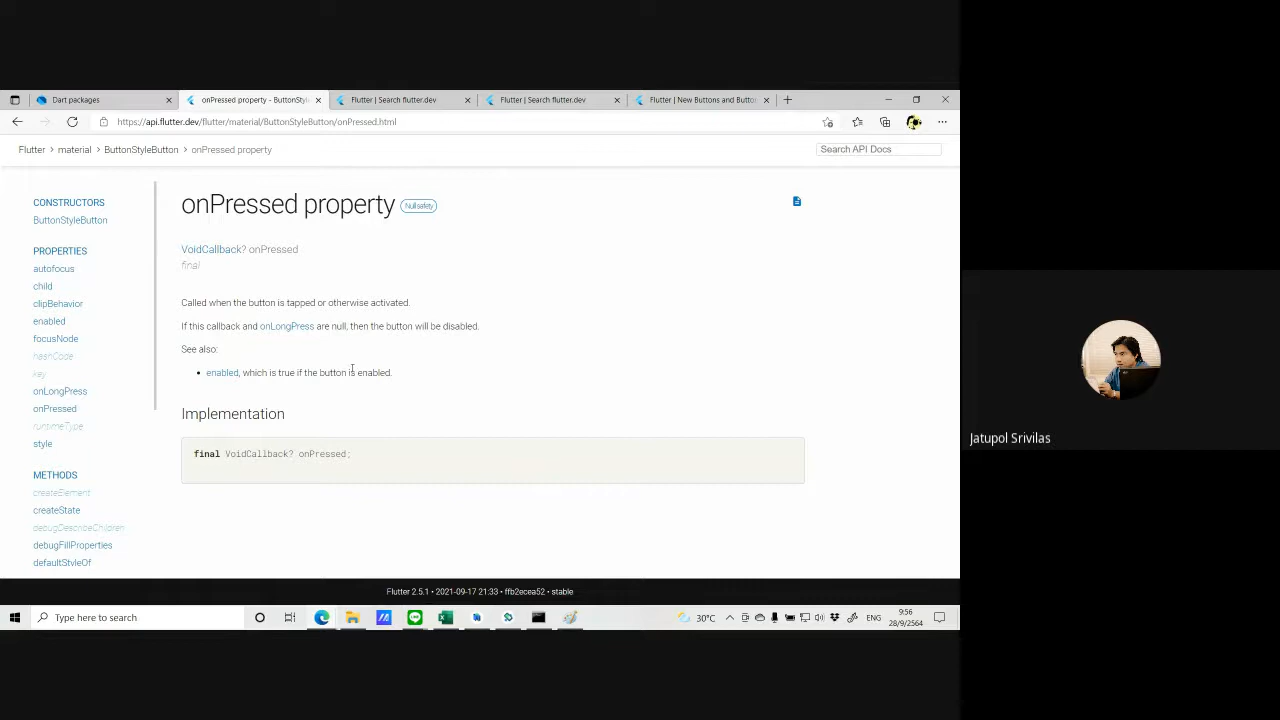 Dart packages
onPressed property - ButtonStyl
Flutter | Search flutter.dev
Flutter | Search flutter.dev
Flutter | New Buttons and Butto
https://api.flutter.dev/flutter/material/ButtonStyleButton/onPressed.html
Flutter > material > ButtonStyleButton > onPressed property
Search API Docs
CONSTRUCTORS
ButtonStyleButton
PROPERTIES
autofocus
child
clipBehavior
enabled
focusNode
hashCode
key
onLongPress
onPressed
runtimeType
style
METHODS
createElement
createState
debugDescribeChildren
debugFillProperties
defaultStyleOf
onPressed property Null safety
VoidCallback? onPressed
final
Called when the button is tapped or otherwise activated.
If this callback and onLongPress are null, then the button will be disabled.
See also:
• enabled, which is true if the button is enabled.
Implementation
final VoidCallback? onPressed;
Flutter 2.5.1 • 2021-09-17 21:33 • ffb2ecea52 • stable
Jatupol Srivilas
Type here to search
30°C
ENG
9:56
28/9/2564